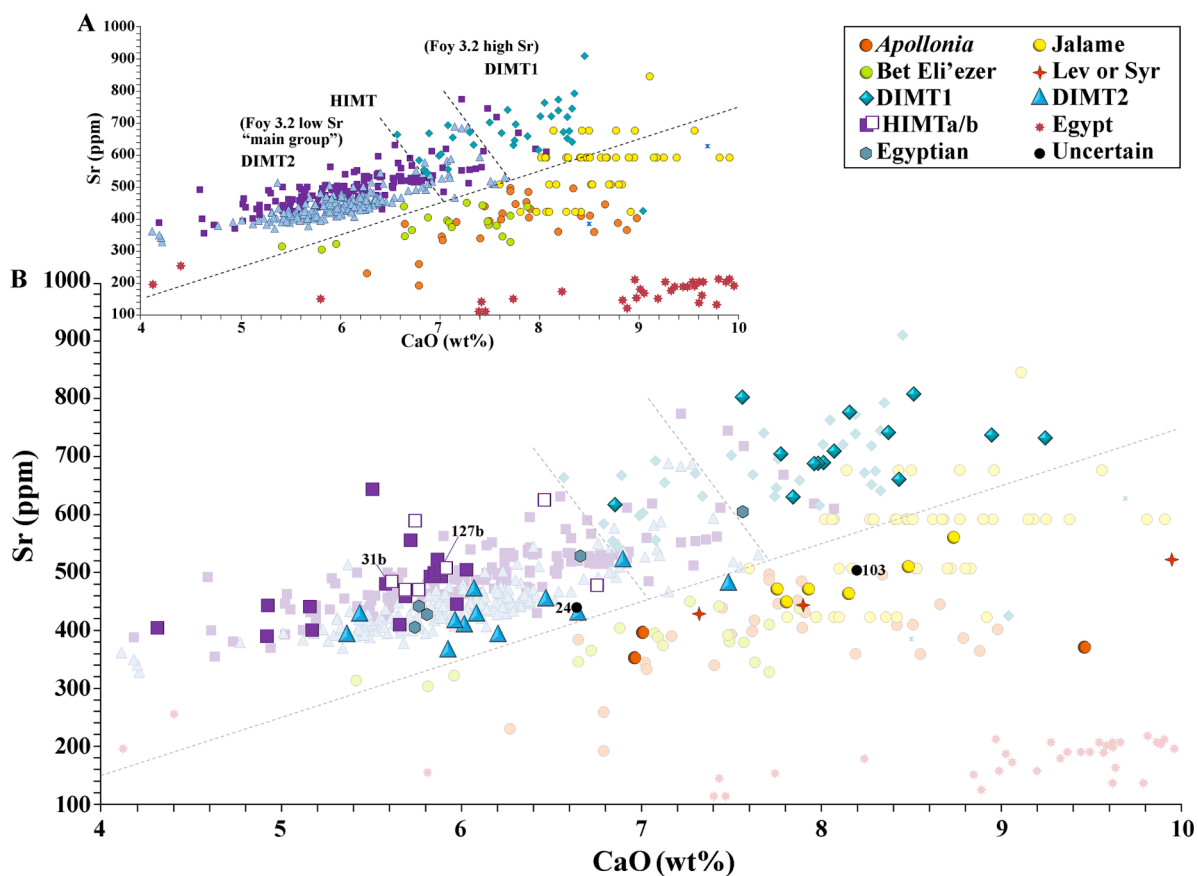 A
1000
900
800
700
600
500
400
300
200
100
Sr (ppm)
4
5
6
7
8
9
10
CaO (wt%)
(Foy 3.2 high Sr)
DIMT1
HIMT
(Foy 3.2 low Sr
“main group”)
DIMT2
Apollonia
Jalame
Bet Eli’ezer
Lev or Syr
DIMT1
DIMT2
HIMTa/b
Egypt
Egyptian
Uncertain
B
1000
900
800
700
600
500
400
300
200
100
Sr (ppm)
31b
127b
24
103
4
5
6
7
8
9
10
CaO (wt%)